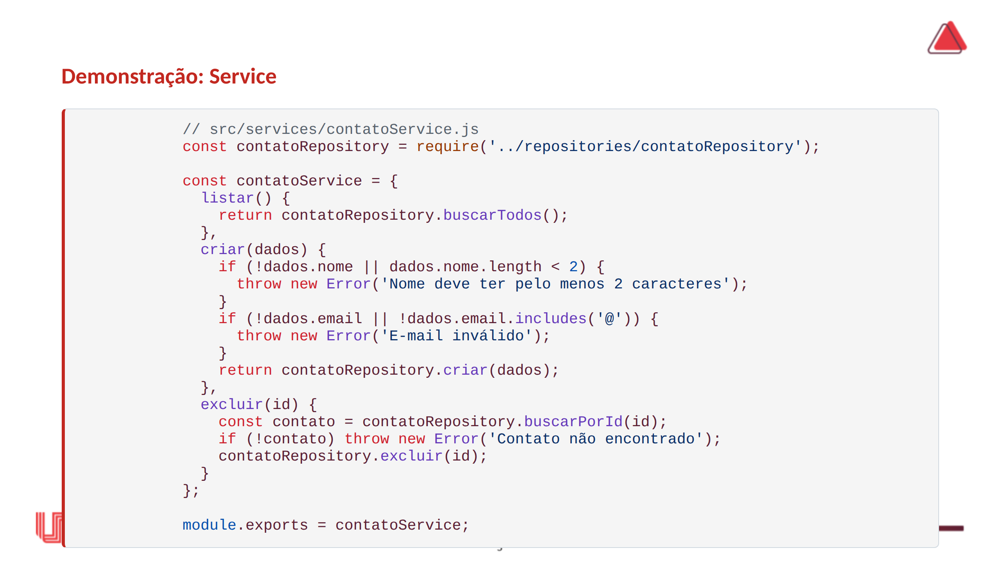 Demonstração: Service
// src/services/contatoService.js
const contatoRepository = require('../repositories/contatoRepository');

const contatoService = {
  listar() {
    return contatoRepository.buscarTodos();
  },
  criar(dados) {
    if (!dados.nome || dados.nome.length < 2) {
      throw new Error('Nome deve ter pelo menos 2 caracteres');
    }
    if (!dados.email || !dados.email.includes('@')) {
      throw new Error('E-mail inválido');
    }
    return contatoRepository.criar(dados);
  },
  excluir(id) {
    const contato = contatoRepository.buscarPorId(id);
    if (!contato) throw new Error('Contato não encontrado');
    contatoRepository.excluir(id);
  }
};

module.exports = contatoService;